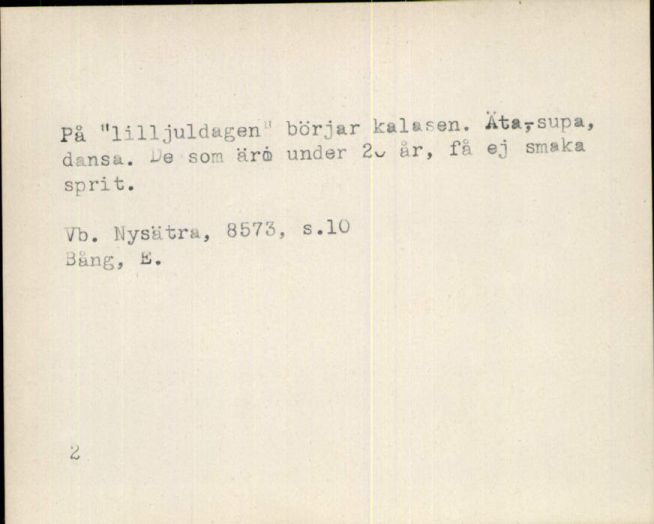 På "lilljuldagen" börjar kalasen. Äta, supa,
dansa. De som äro under 20 år, få ej smaka
sprit.
Vb. Nysätra, 8573, s.10
Bång, E.
2